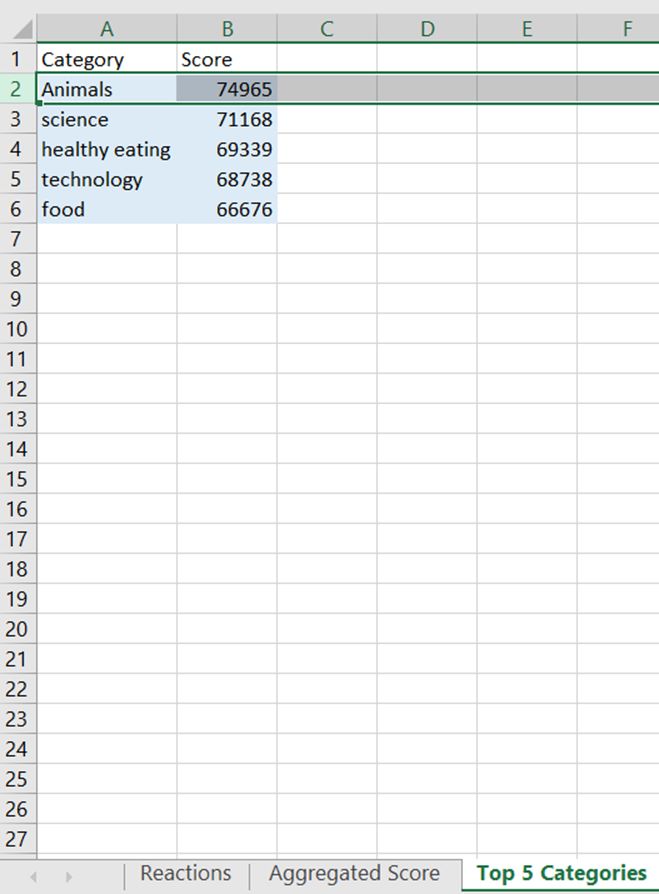 A B C D E F
1 Category Score
2 Animals 74965
3 science 71168
4 healthy eating 69339
5 technology 68738
6 food 66676
7
8
9
10
11
12
13
14
15
16
17
18
19
20
21
22
23
24
25
26
27
Reactions Aggregated Score Top 5 Categories